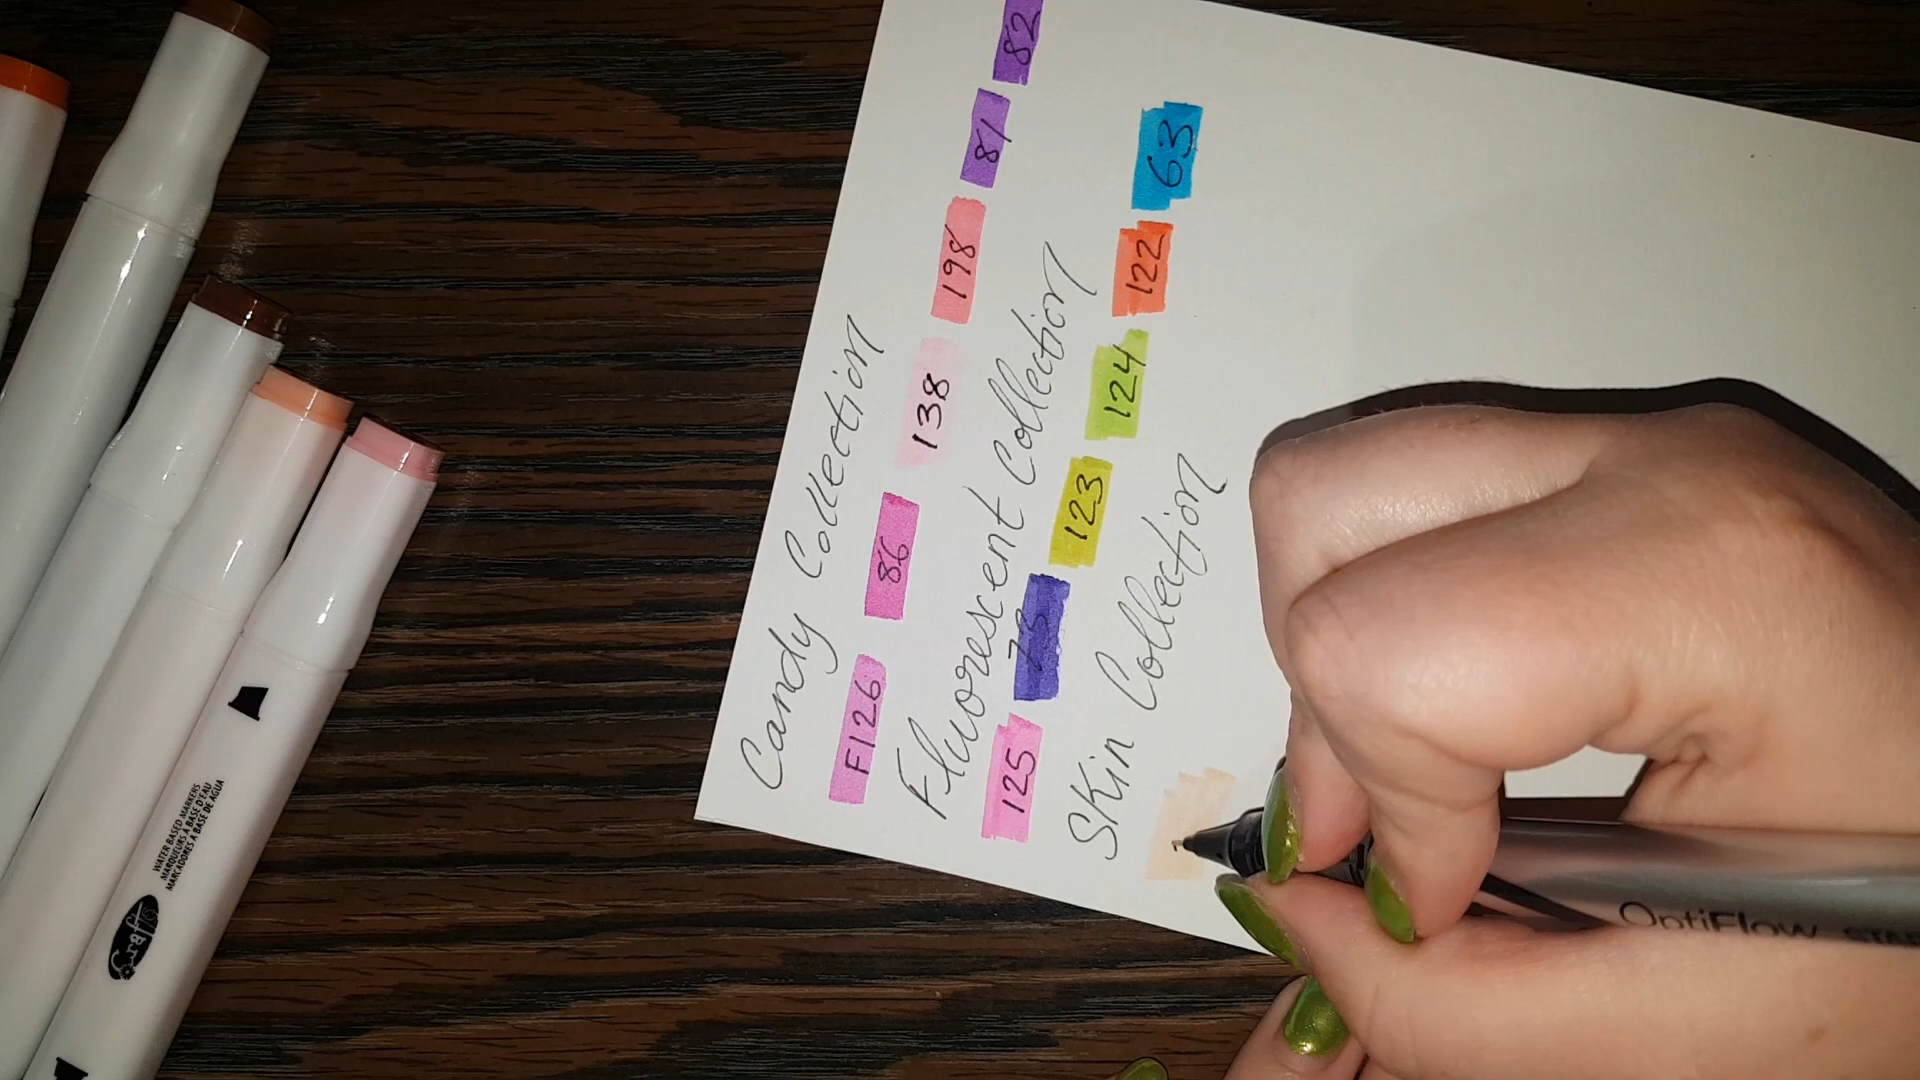 Candy Collection
F126 86 138 198 81 82
Fluorescent Collection
125 73 123 124 122 63
Skin Collection
WATER BASED MARKERS
MARQUEURS À BASE D'EAU
MARCADORES A BASE DE AGUA
OptiFlow